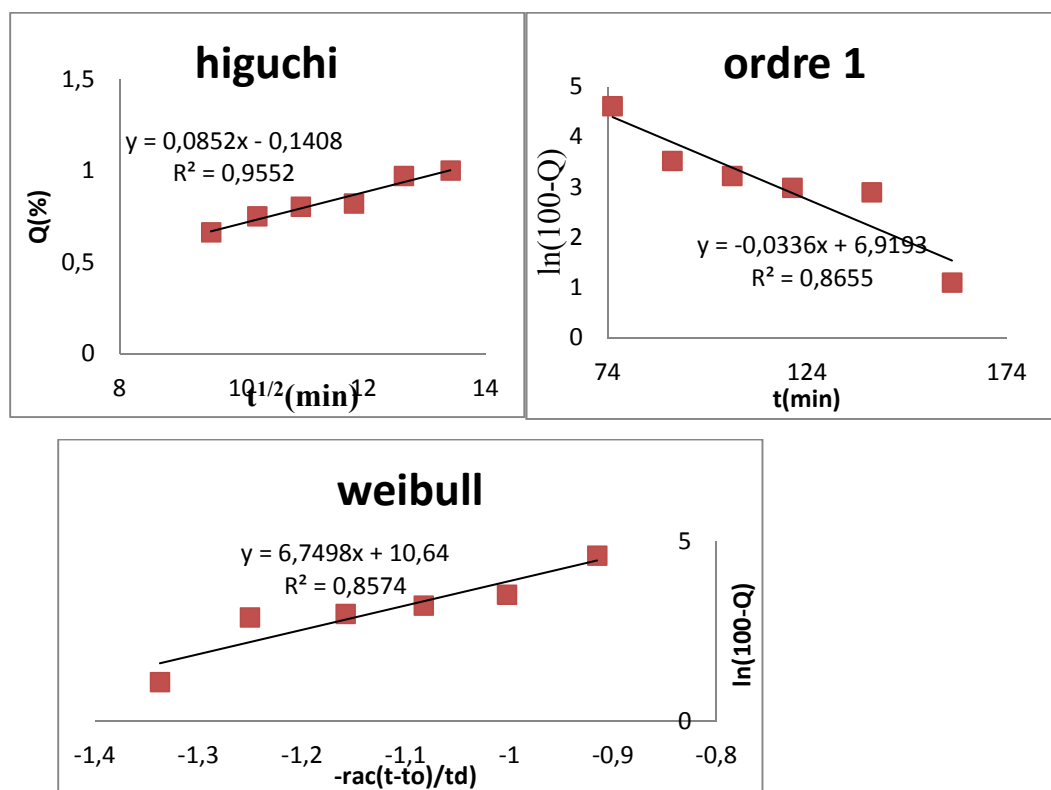 higuchi
1,5
y = 0,0852x - 0,1408
R² = 0,9552
1
0,5
0
Q(%)
8 10 12 14
t^1/2(min)
ordre 1
5
4
3
2
1
0
ln(100-Q)
y = -0,0336x + 6,9193
R² = 0,8655
74 124 174
t(min)
weibull
y = 6,7498x + 10,64
R² = 0,8574
5
0
ln(100-Q)
-1,4 -1,3 -1,2 -1,1 -1 -0,9 -0,8
-rac(t-to)/td)